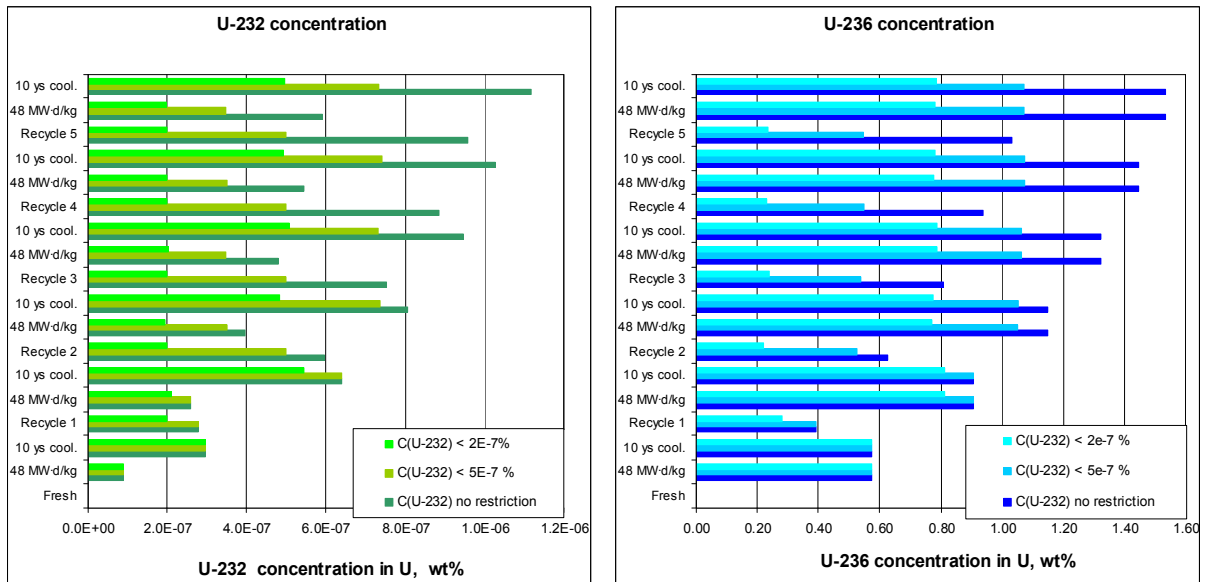 U-232 concentration
10 ys cool.
48 MW·d/kg
Recycle 5
10 ys cool.
48 MW·d/kg
Recycle 4
10 ys cool.
48 MW·d/kg
Recycle 3
10 ys cool.
48 MW·d/kg
Recycle 2
10 ys cool.
48 MW·d/kg
Recycle 1
10 ys cool.
48 MW·d/kg
Fresh
C(U-232) < 2E-7%
C(U-232) < 5E-7 %
C(U-232) no restriction
0.0E+00 2.E-07 4.E-07 6.E-07 8.E-07 1.E-06 1.E-06
U-232 concentration in U, wt%
U-236 concentration
10 ys cool.
48 MW·d/kg
Recycle 5
10 ys cool.
48 MW·d/kg
Recycle 4
10 ys cool.
48 MW·d/kg
Recycle 3
10 ys cool.
48 MW·d/kg
Recycle 2
10 ys cool.
48 MW·d/kg
Recycle 1
10 ys cool.
48 MW·d/kg
Fresh
C(U-232) < 2e-7 %
C(U-232) < 5e-7 %
C(U-232) no restriction
0.00 0.20 0.40 0.60 0.80 1.00 1.20 1.40 1.60
U-236 concentration in U, wt%